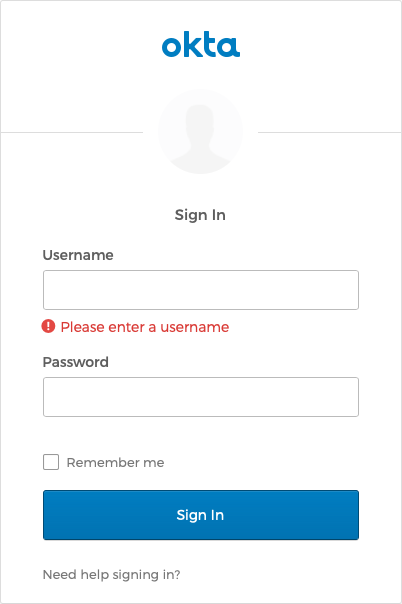 okta
Sign In
Username
Please enter a username
Password
Remember me
Sign In
Need help signing in?